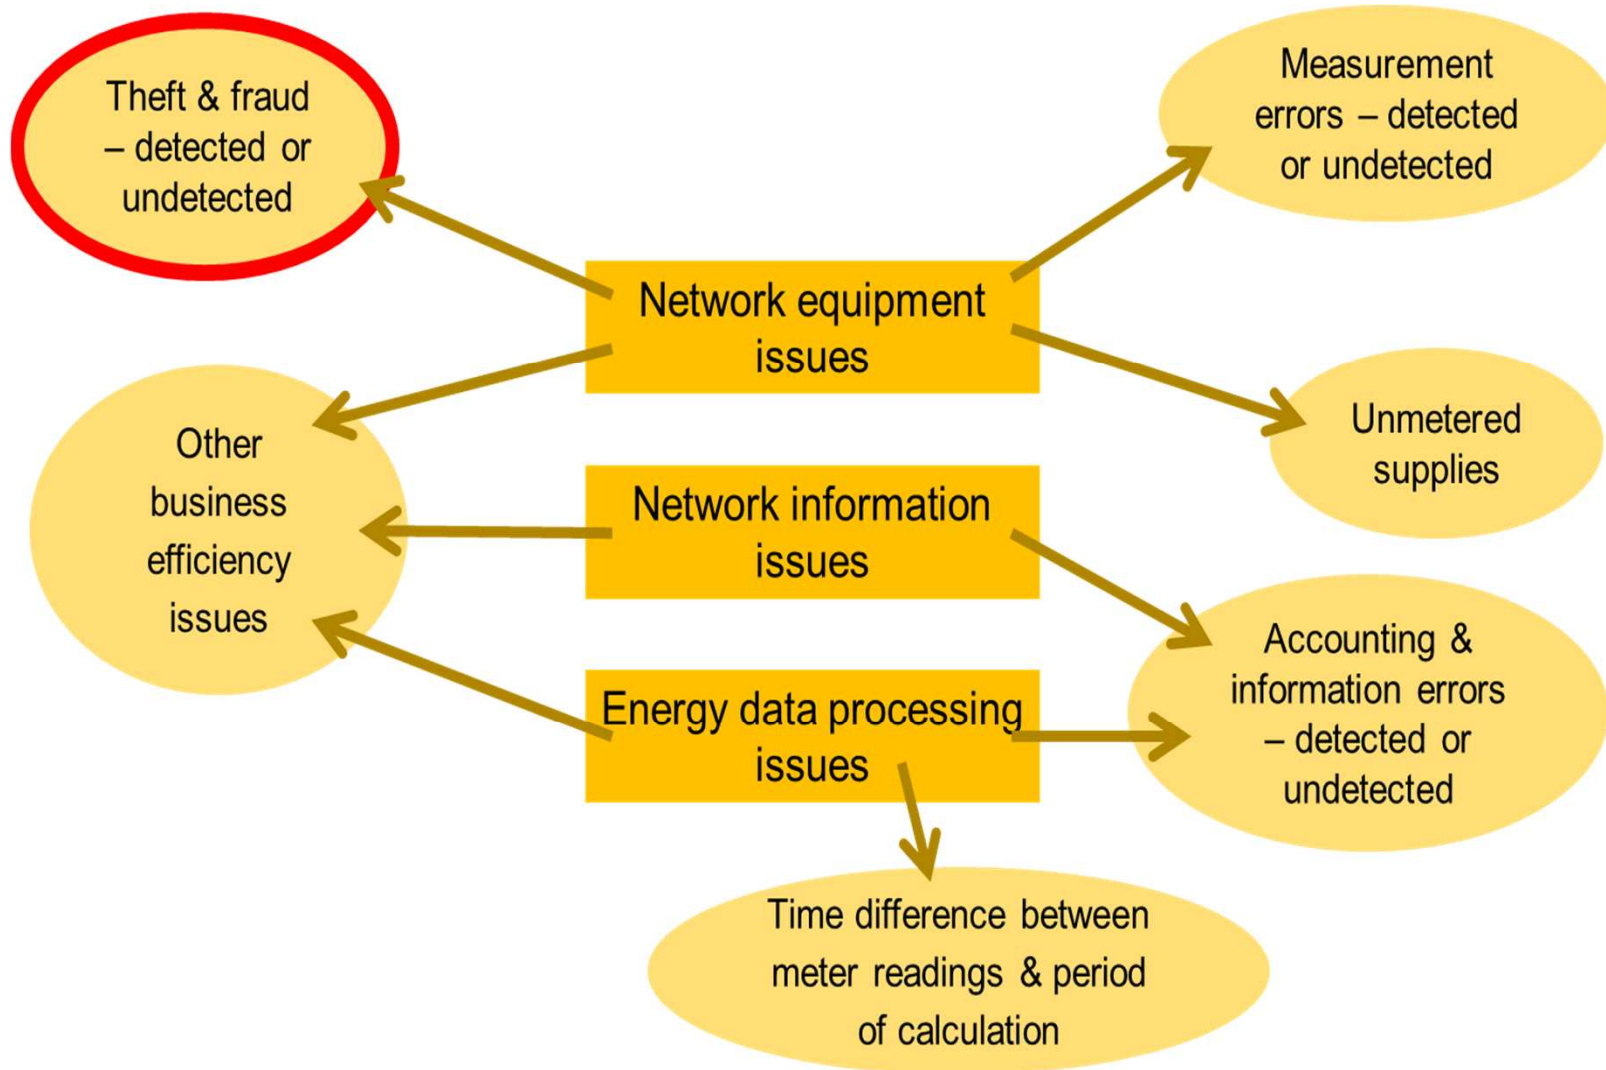 Theft & fraud
– detected or
undetected
Measurement
errors – detected
or undetected
Network equipment
issues
Other
business
efficiency
issues
Unmetered
supplies
Network information
issues
Accounting &
information errors
– detected or
undetected
Energy data processing
issues
Time difference between
meter readings & period
of calculation